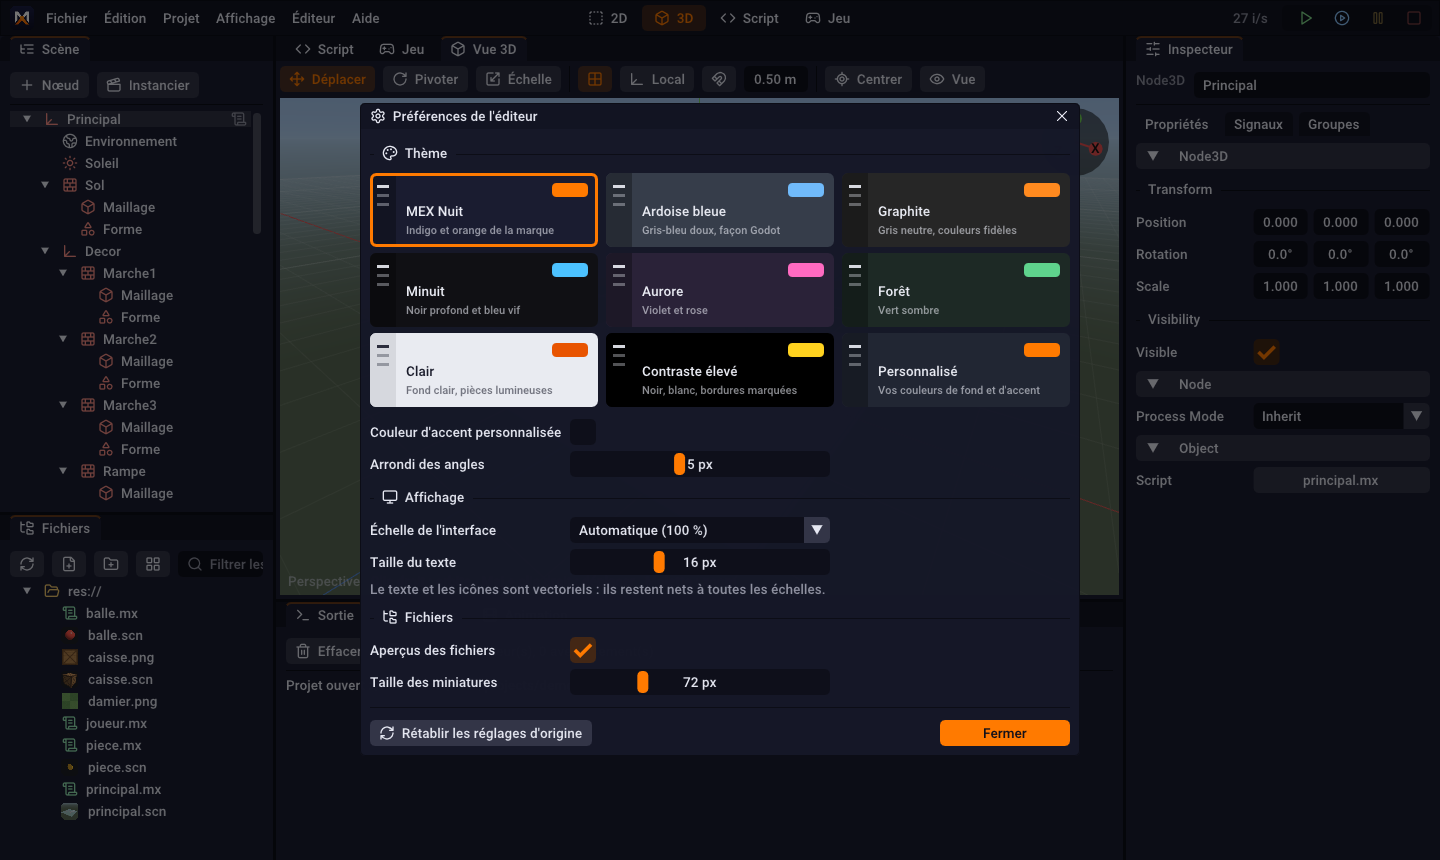 Fichier Édition Projet Affichage Éditeur Aide 2D 3D Script Jeu 27 i/s
Scène Script Jeu Vue 3D Inspecteur
Nœud Instancier Déplacer Pivoter Échelle Local 0.50 m Centrer Vue Node3D Principal
Principal
Environnement
Soleil
Sol
Maillage
Forme
Decor
Marche1
Maillage
Forme
Marche2
Maillage
Forme
Marche3
Maillage
Forme
Rampe
Maillage
Fichiers
Filtrer les
res://
balle.mx
balle.scn
caisse.png
caisse.scn
damier.png
joueur.mx
piece.mx
piece.scn
principal.mx
principal.scn
X
Perspective
Sortie
Effacer
Projet ouver
Préférences de l'éditeur
Thème
MEX Nuit
Indigo et orange de la marque
Ardoise bleue
Gris-bleu doux, façon Godot
Graphite
Gris neutre, couleurs fidèles
Minuit
Noir profond et bleu vif
Aurore
Violet et rose
Forêt
Vert sombre
Clair
Fond clair, pièces lumineuses
Contraste élevé
Noir, blanc, bordures marquées
Personnalisé
Vos couleurs de fond et d'accent
Couleur d'accent personnalisée
Arrondi des angles 5 px
Affichage
Échelle de l'interface Automatique (100 %)
Taille du texte 16 px
Le texte et les icônes sont vectoriels : ils restent nets à toutes les échelles.
Fichiers
Aperçus des fichiers
Taille des miniatures 72 px
Rétablir les réglages d'origine Fermer
Propriétés Signaux Groupes
Node3D
Transform
Position 0.000 0.000 0.000
Rotation 0.0° 0.0° 0.0°
Scale 1.000 1.000 1.000
Visibility
Visible
Node
Process Mode Inherit
Object
Script principal.mx